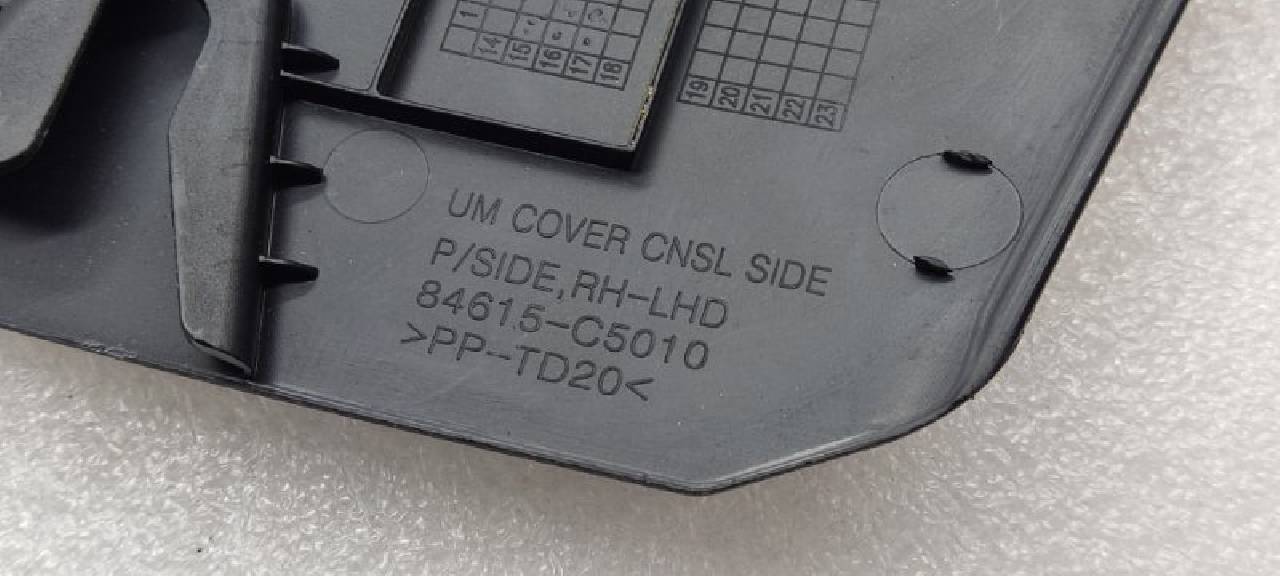 1
14 15 16 17 18
19 20 21 22 23
UM COVER CNSL SIDE
P/SIDE,RH-LHD
84615-C5010
>PP-TD20<